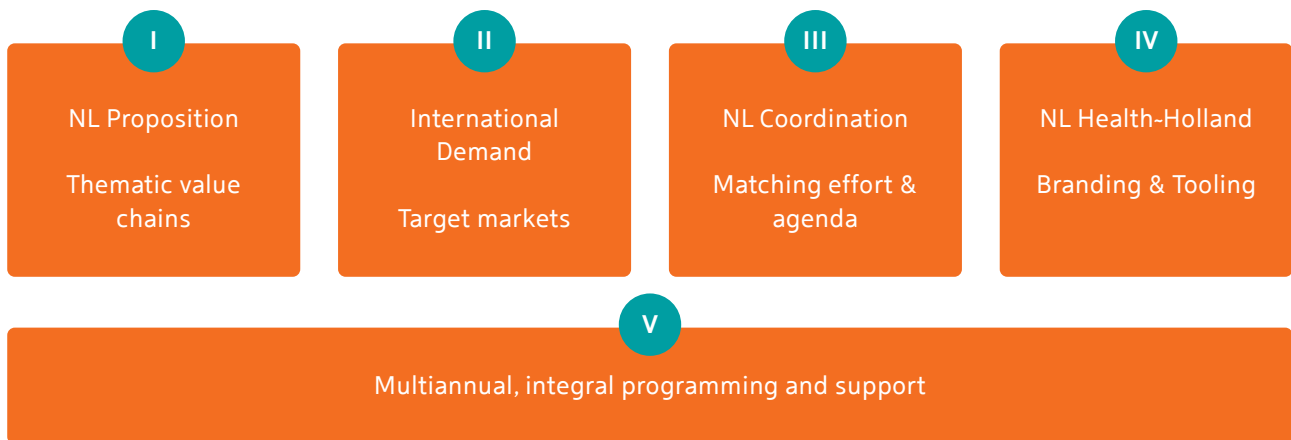 I
NL Proposition
Thematic value
chains
II
International
Demand
Target markets
III
NL Coordination
Matching effort &
agenda
IV
NL Health~Holland
Branding & Tooling
V
Multiannual, integral programming and support